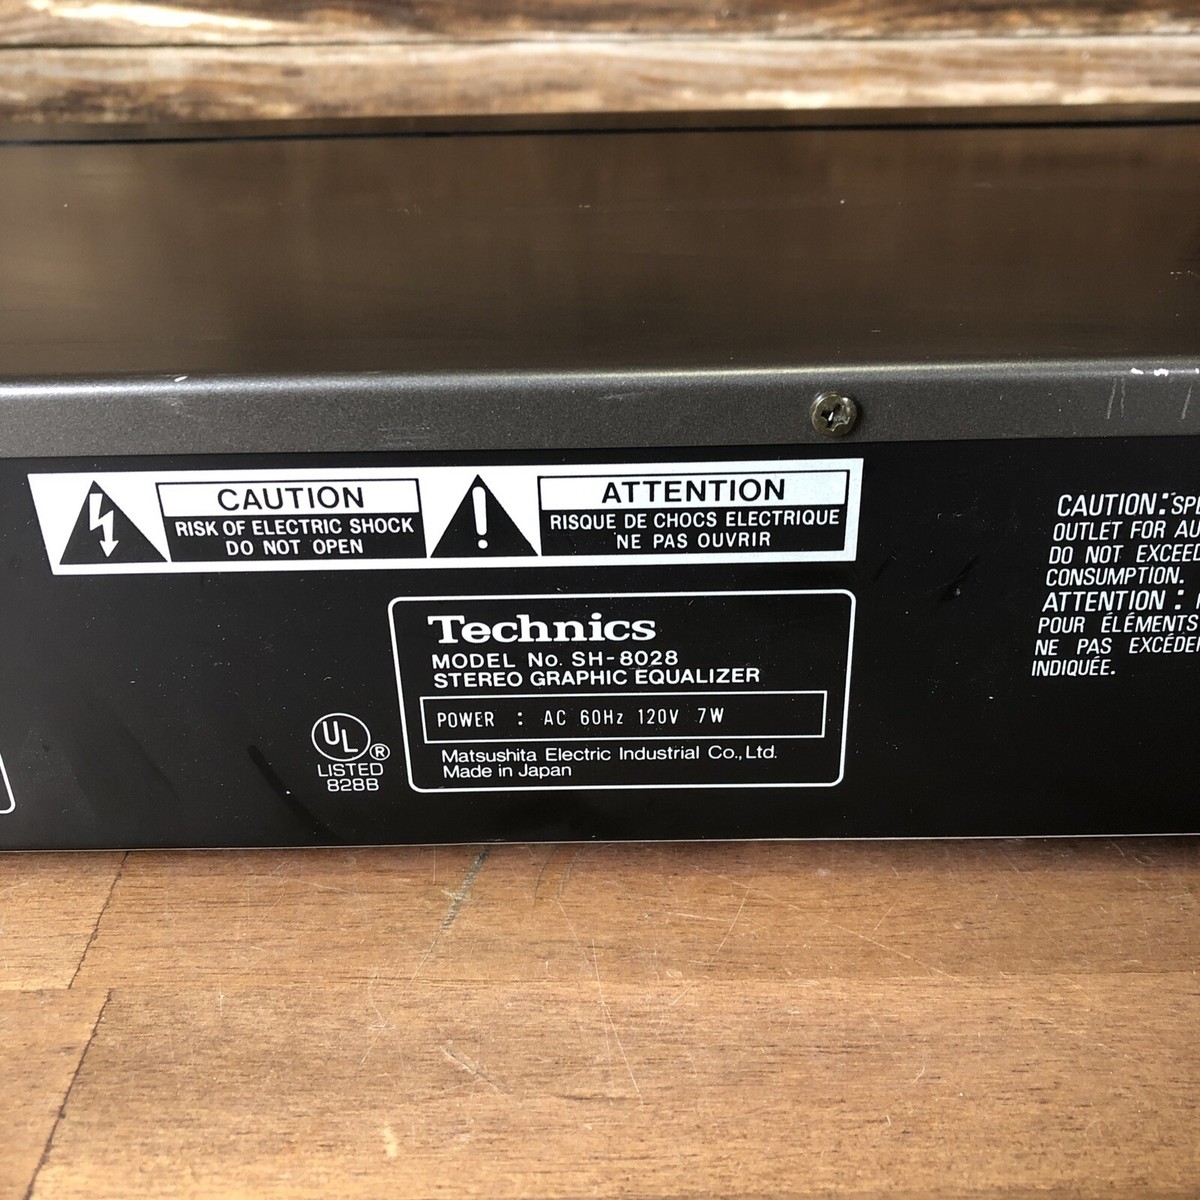 CAUTION
RISK OF ELECTRIC SHOCK
DO NOT OPEN
ATTENTION
RISQUE DE CHOCS ELECTRIQUE
NE PAS OUVRIR
Technics
MODEL No. SH-8028
STEREO GRAPHIC EQUALIZER
POWER : AC 60Hz 120V 7W
Matsushita Electric Industrial Co., Ltd.
Made in Japan
UL®
LISTED
828B
CAUTION:
OUTLET FOR
DO NOT EXCEED
CONSUMPTION.
ATTENTION :
POUR ÉLÉMENTS
NE PAS
INDIQUÉE.